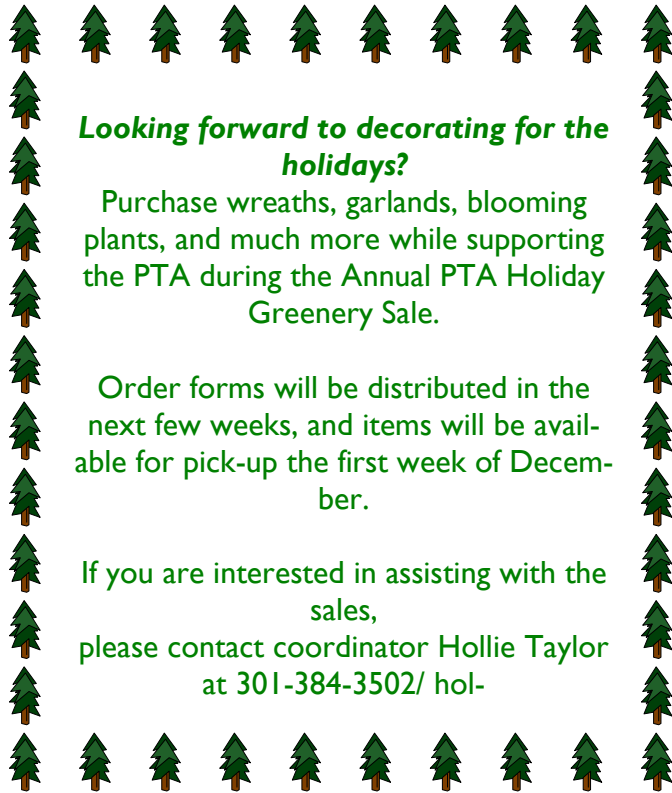 Looking forward to decorating for the
holidays?
Purchase wreaths, garlands, blooming
plants, and much more while supporting
the PTA during the Annual PTA Holiday
Greenery Sale.
Order forms will be distributed in the
next few weeks, and items will be avail-
able for pick-up the first week of Decem-
ber.
If you are interested in assisting with the
sales,
please contact coordinator Hollie Taylor
at 301-384-3502/ hol-